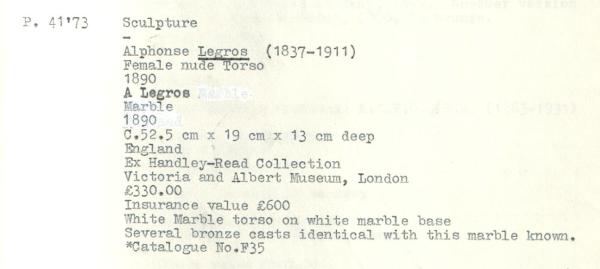 P. 41'73 Sculpture
-
Alphonse Legros (1837-1911)
Female nude Torso
1890
A Legros
Marble
1890
C.52.5 cm x 19 cm x 13 cm deep
England
Ex Handley-Read Collection
Victoria and Albert Museum, London
£330.00
Insurance value £600
White Marble torso on white marble base
Several bronze casts identical with this marble known.
*Catalogue No.F35